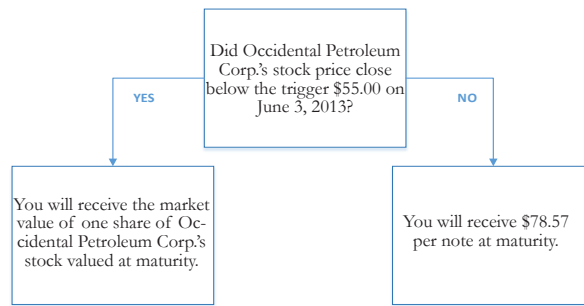 Did Occidental Petroleum
Corp.'s stock price close
below the trigger $55.00 on
June 3, 2013?
YES
NO
You will receive the market
value of one share of Oc-
cidental Petroleum Corp.'s
stock valued at maturity.
You will receive $78.57
per note at maturity.